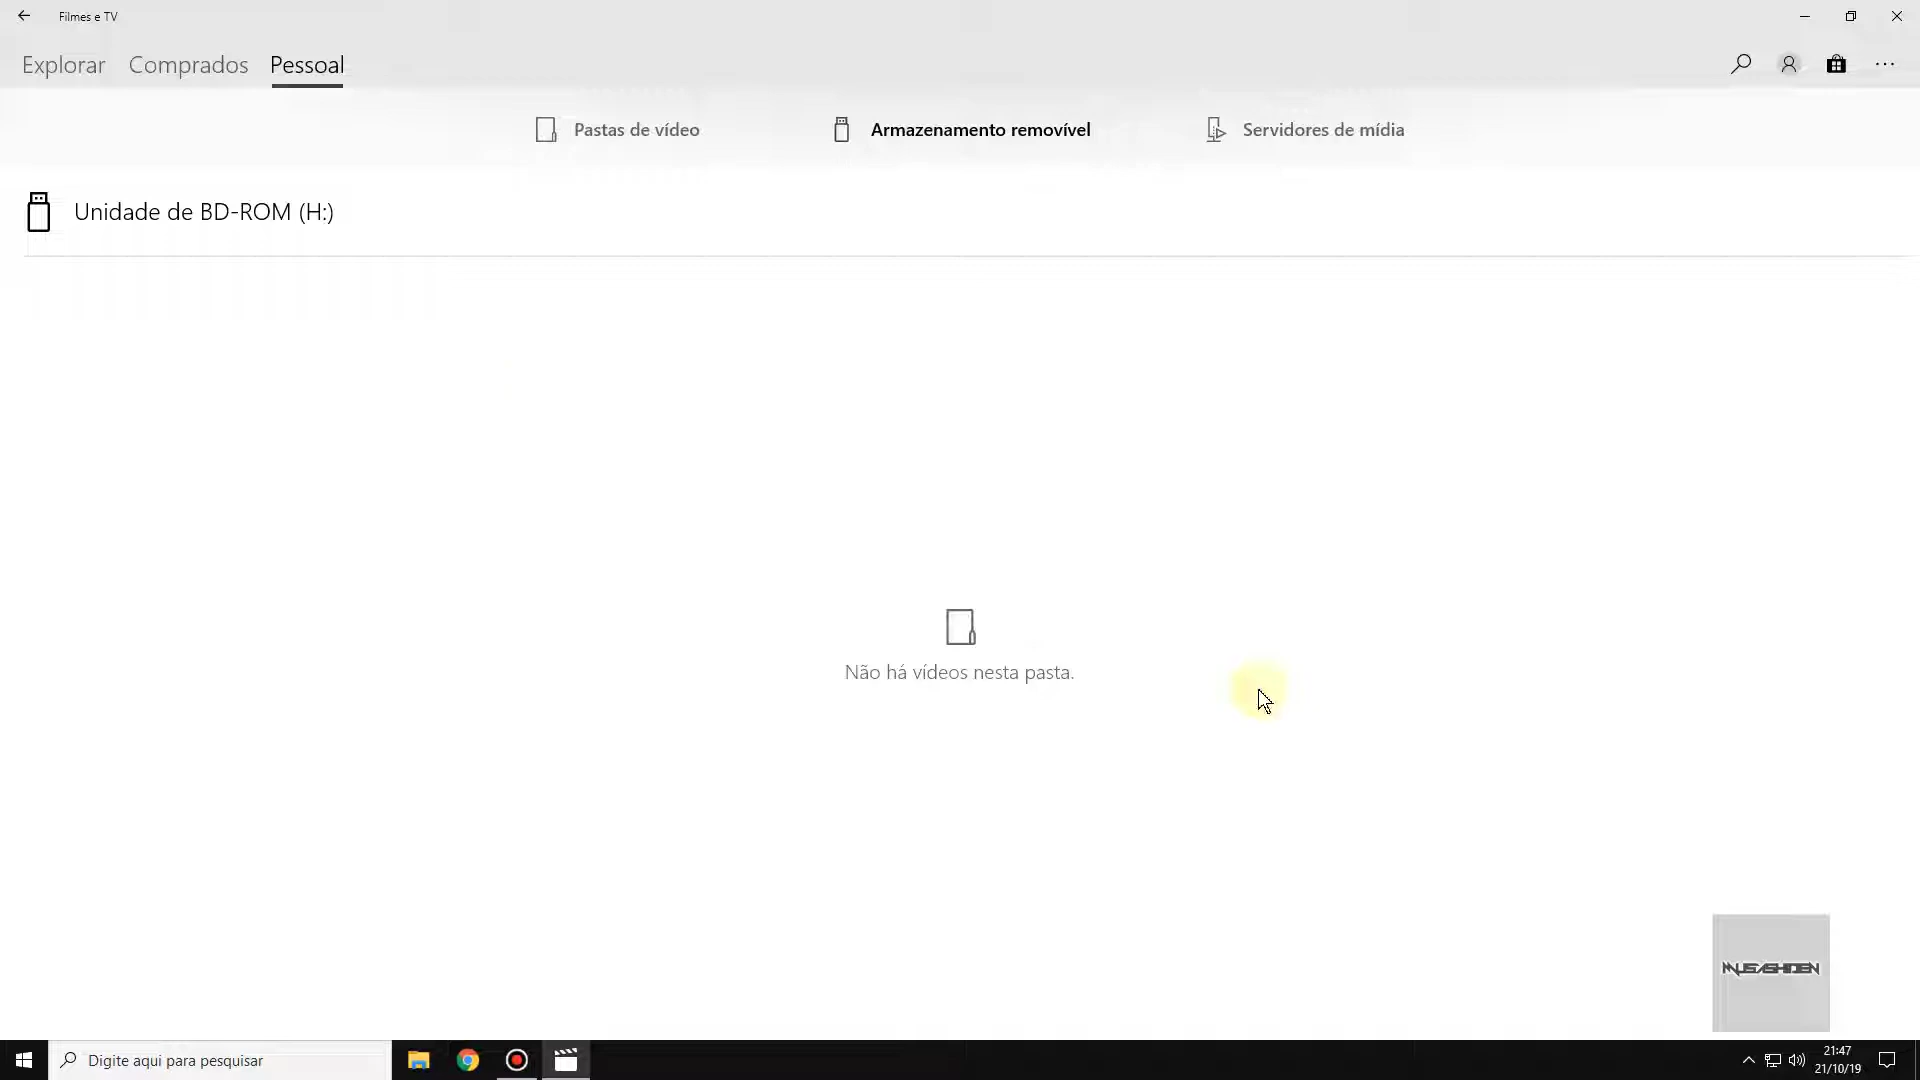 Filmes e TV
Explorar Comprados Pessoal
Pastas de vídeo Armazenamento removível Servidores de mídia
Unidade de BD-ROM (H:)
Não há vídeos nesta pasta.
MUSASHIDEN
Digite aqui para pesquisar
21:47
21/10/19